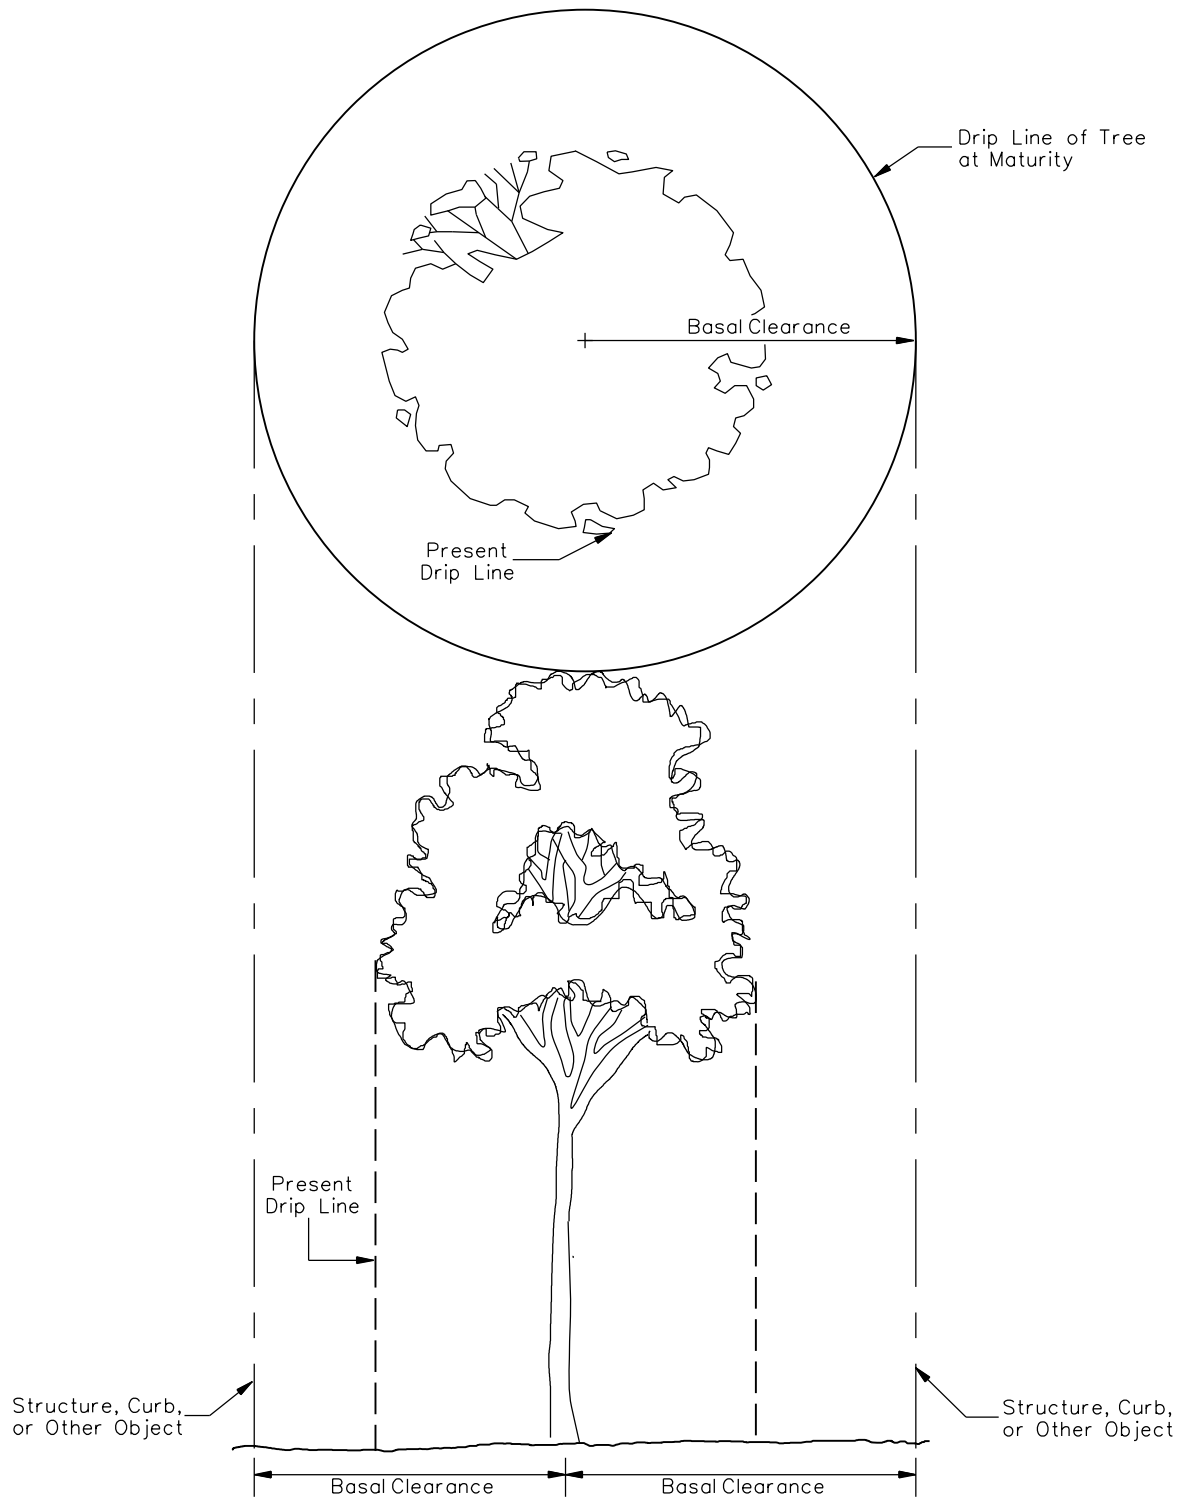 Drip Line of Tree
at Maturity
Basal Clearance
Present
Drip Line
Present
Drip Line
Structure, Curb,
or Other Object
Structure, Curb,
or Other Object
Basal Clearance
Basal Clearance